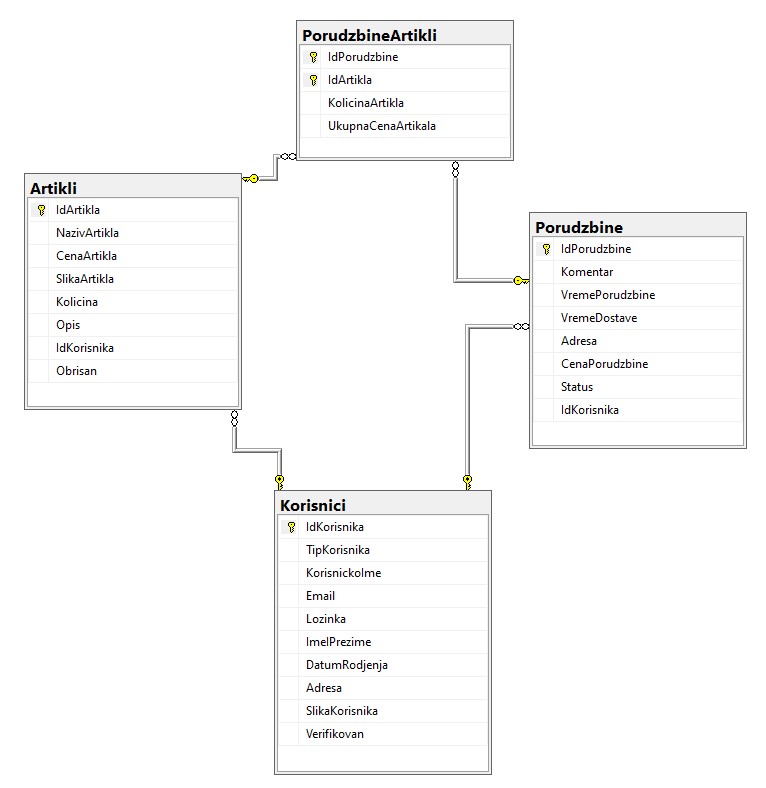 PorudzbineArtikli
IdPorudzbine
IdArtikla
KolicinaArtikla
UkupnaCenaArtikala
Artikli
IdArtikla
NazivArtikla
CenaArtikla
SlikaArtikla
Kolicina
Opis
IdKorisnika
Obrisan
Porudzbine
IdPorudzbine
Komentar
VremePorudzbine
VremeDostave
Adresa
CenaPorudzbine
Status
IdKorisnika
Korisnici
IdKorisnika
TipKorisnika
KorisnickoIme
Email
Lozinka
ImeIPrezime
DatumRodjenja
Adresa
SlikaKorisnika
Verifikovan